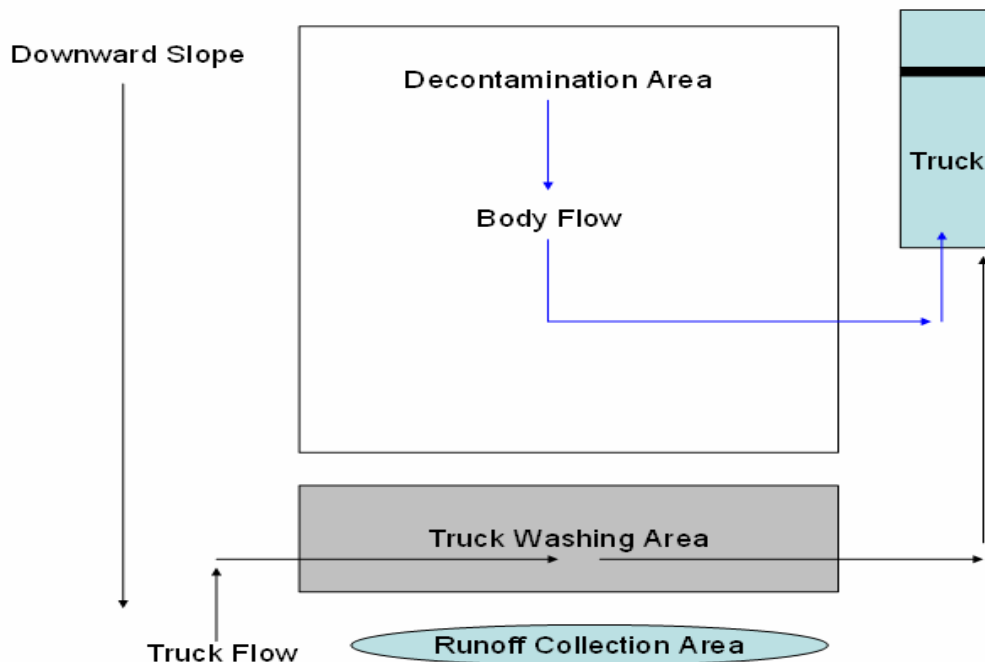 Downward Slope
Decontamination Area
Truck
Body Flow
Truck Washing Area
Truck Flow
Runoff Collection Area